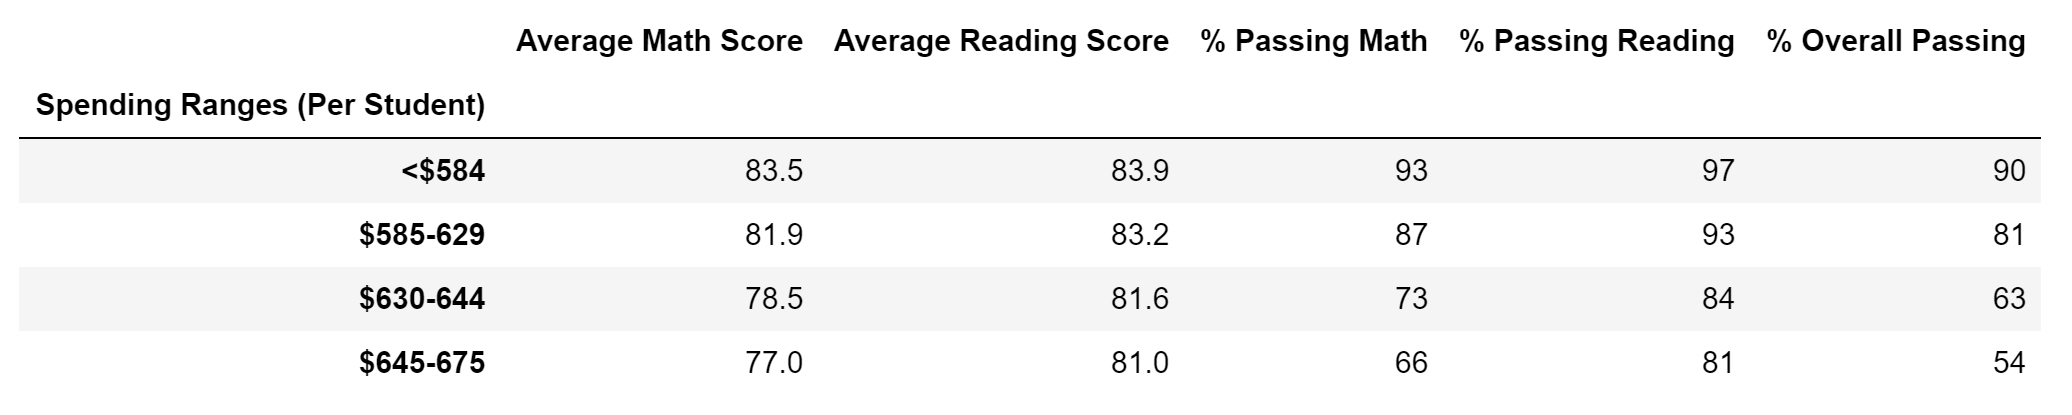 Average Math Score Average Reading Score % Passing Math % Passing Reading % Overall Passing
Spending Ranges (Per Student)
<$584 83.5 83.9 93 97 90
$585-629 81.9 83.2 87 93 81
$630-644 78.5 81.6 73 84 63
$645-675 77.0 81.0 66 81 54